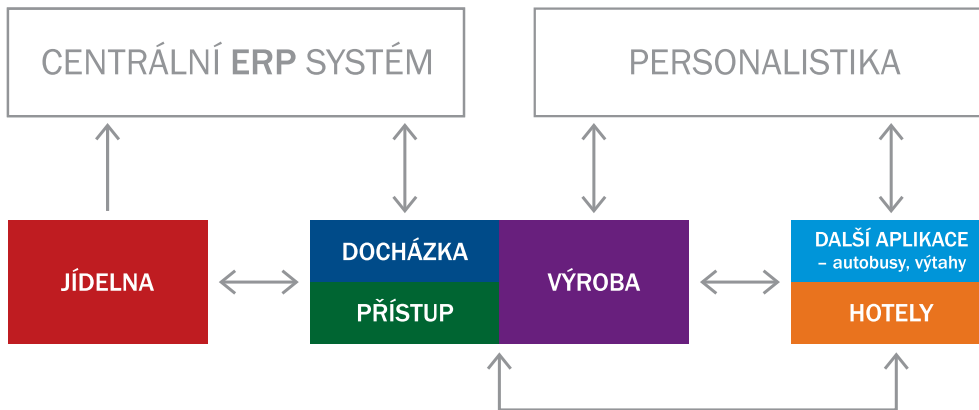 CENTRÁLNÍ ERP SYSTÉM
PERSONALISTIKA
JÍDELNA
DOCHÁZKA
PŘÍSTUP
VÝROBA
DALŠÍ APLIKACE
– autobusy, výtahy
HOTELY